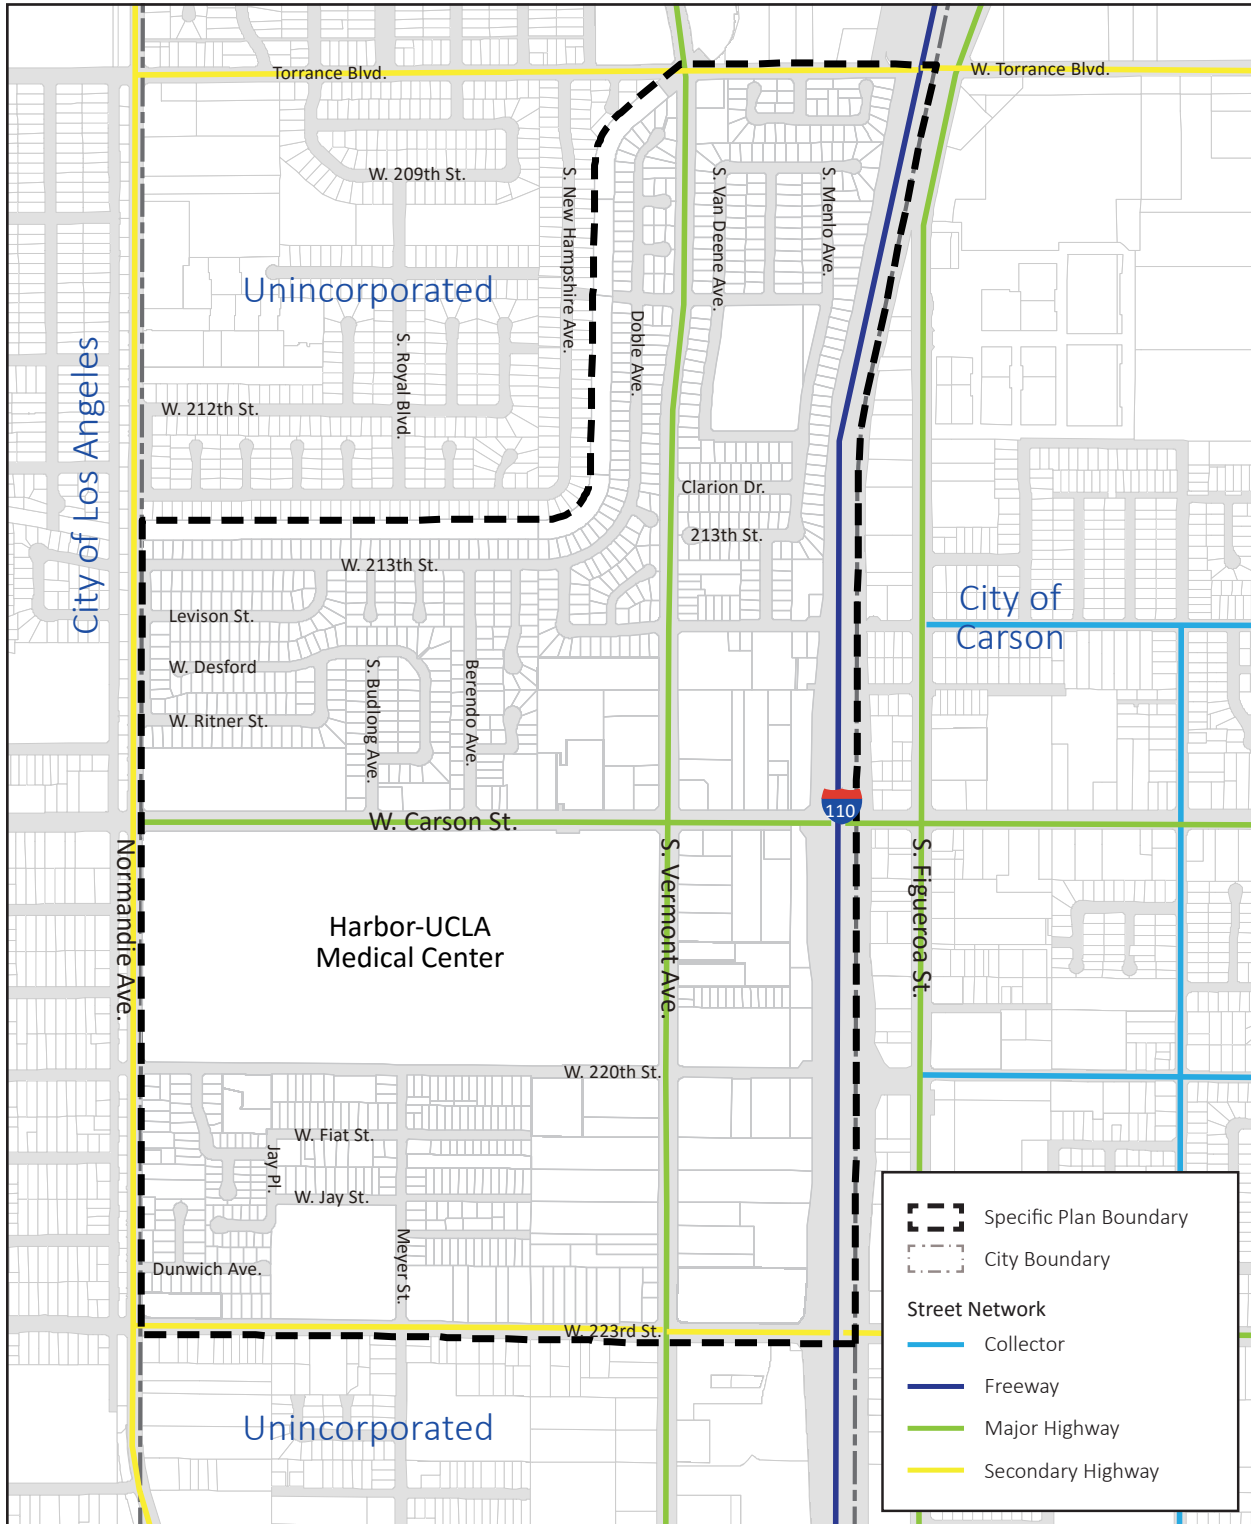 Torrance Blvd.
W. Torrance Blvd.
W. 209th St.
S. New Hampshire Ave.
S. Van Deene Ave.
S. Menlo Ave.
Unincorporated
Doble Ave.
S. Royal Blvd.
City of Los Angeles
W. 212th St.
Clarion Dr.
213th St.
W. 213th St.
City of
Carson
Levison St.
W. Desford
S. Budlong Ave.
Berendo Ave.
W. Ritner St.
110
W. Carson St.
Normandie Ave.
S. Vermont Ave.
S. Figueroa St.
Harbor-UCLA
Medical Center
W. 220th St.
W. Fiat St.
Jay Pl.
W. Jay St.
Meyer St.
Dunwich Ave.
W. 223rd St.
Unincorporated
Specific Plan Boundary
City Boundary
Street Network
Collector
Freeway
Major Highway
Secondary Highway